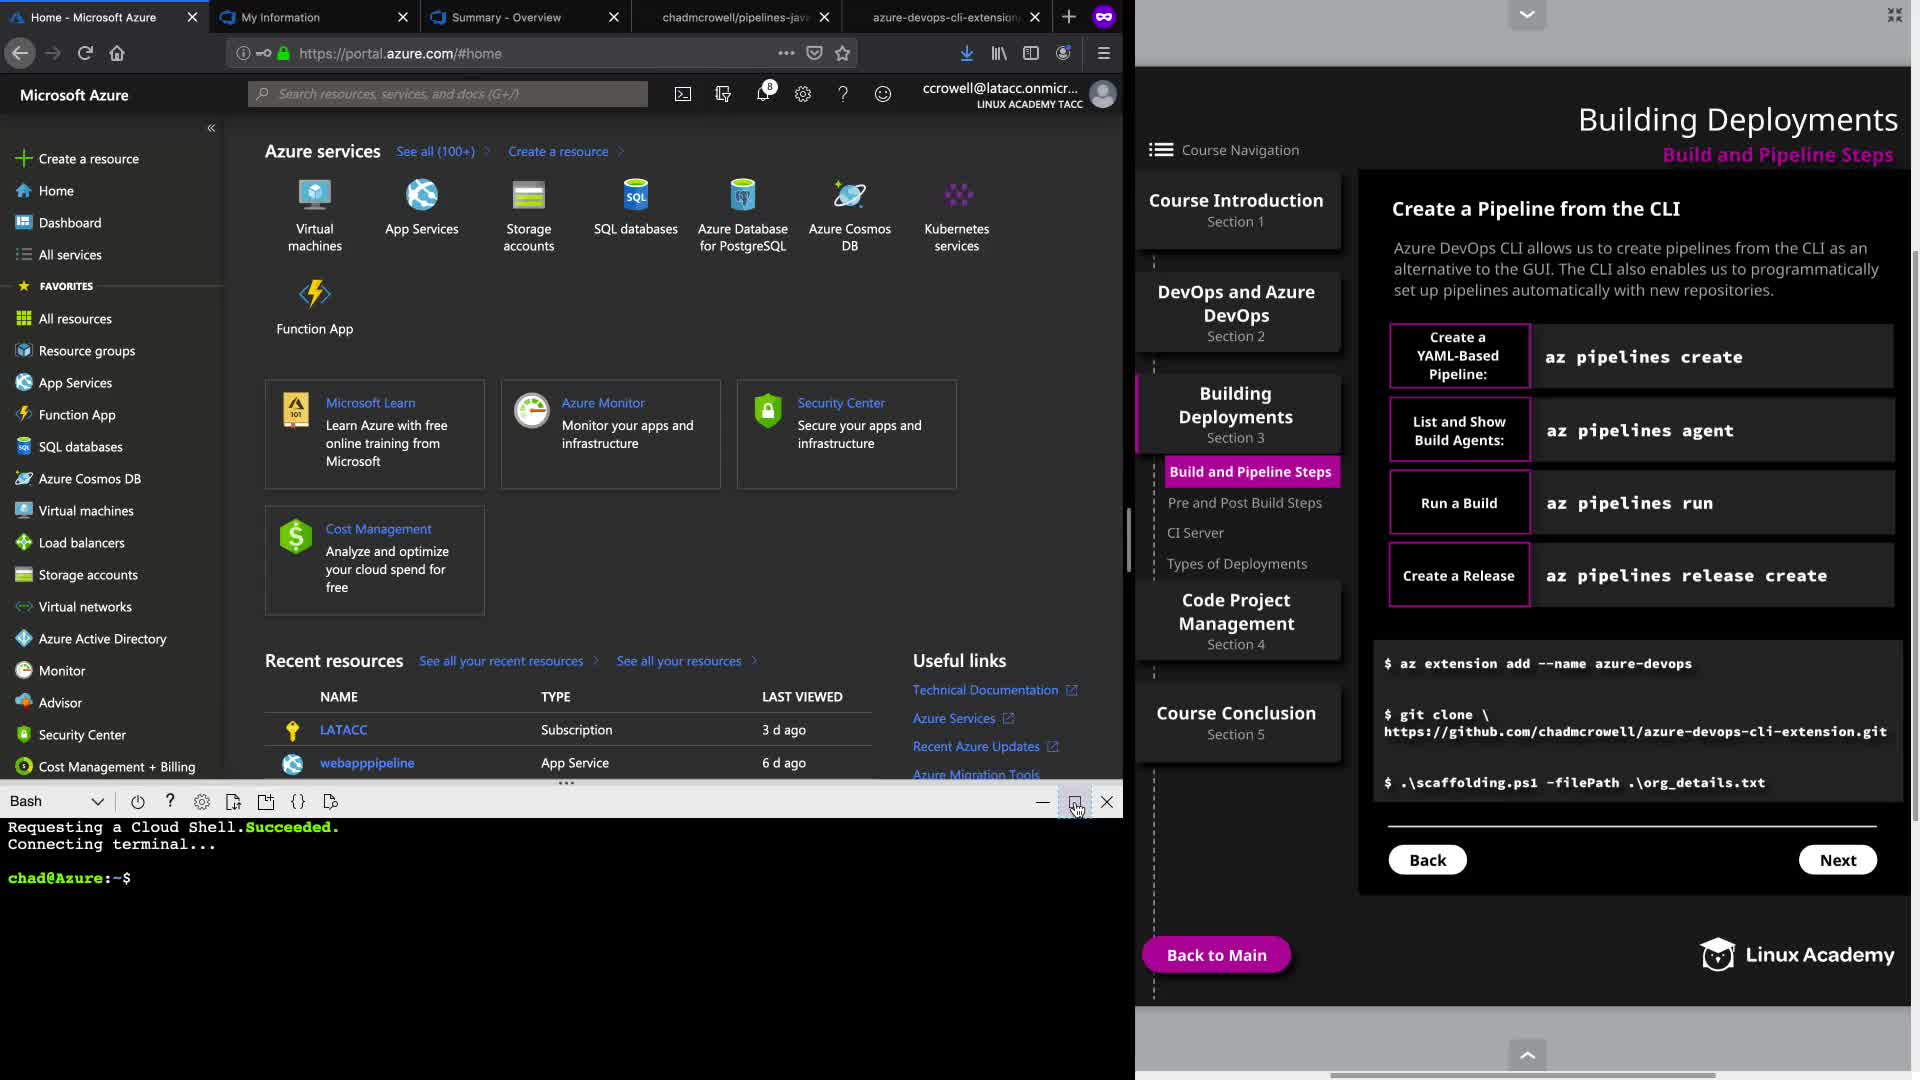 Home - Microsoft Azure
My Information
Summary - Overview
chadmcrowell/pipelines-jav
azure-devops-cli-extension
https://portal.azure.com/#home
Microsoft Azure
Search resources, services, and docs (G+/)
8
ccrowell@latacc.onmicr...
LINUX ACADEMY TACC
Create a resource
Home
Dashboard
All services
FAVORITES
All resources
Resource groups
App Services
Function App
SQL databases
Azure Cosmos DB
Virtual machines
Load balancers
Storage accounts
Virtual networks
Azure Active Directory
Monitor
Advisor
Security Center
Cost Management + Billing
Azure services
See all (100+)
Create a resource
Virtual
machines
App Services
Storage
accounts
SQL
SQL databases
Azure Database
for PostgreSQL
Azure Cosmos
DB
Kubernetes
services
Function App
101
Microsoft Learn
Learn Azure with free
online training from
Microsoft
Azure Monitor
Monitor your apps and
infrastructure
Security Center
Secure your apps and
infrastructure
Cost Management
Analyze and optimize
your cloud spend for
free
Recent resources
See all your recent resources
See all your resources
NAME TYPE LAST VIEWED
LATACC Subscription 3 d ago
webapppipeline App Service 6 d ago
Useful links
Technical Documentation
Azure Services
Recent Azure Updates
Azure Migration Tools
Bash
Requesting a Cloud Shell.Succeeded.
Connecting terminal...
chad@Azure:~$
Building Deployments
Build and Pipeline Steps
Course Navigation
Course Introduction
Section 1
DevOps and Azure
DevOps
Section 2
Building
Deployments
Section 3
Build and Pipeline Steps
Pre and Post Build Steps
CI Server
Types of Deployments
Code Project
Management
Section 4
Course Conclusion
Section 5
Back to Main
Create a Pipeline from the CLI
Azure DevOps CLI allows us to create pipelines from the CLI as an
alternative to the GUI. The CLI also enables us to programmatically
set up pipelines automatically with new repositories.
Create a
YAML-Based
Pipeline:
az pipelines create
List and Show
Build Agents:
az pipelines agent
Run a Build
az pipelines run
Create a Release
az pipelines release create
$ az extension add --name azure-devops
$ git clone \
https://github.com/chadmcrowell/azure-devops-cli-extension.git
$ .\scaffolding.ps1 -filePath .\org_details.txt
Back
Next
Linux Academy